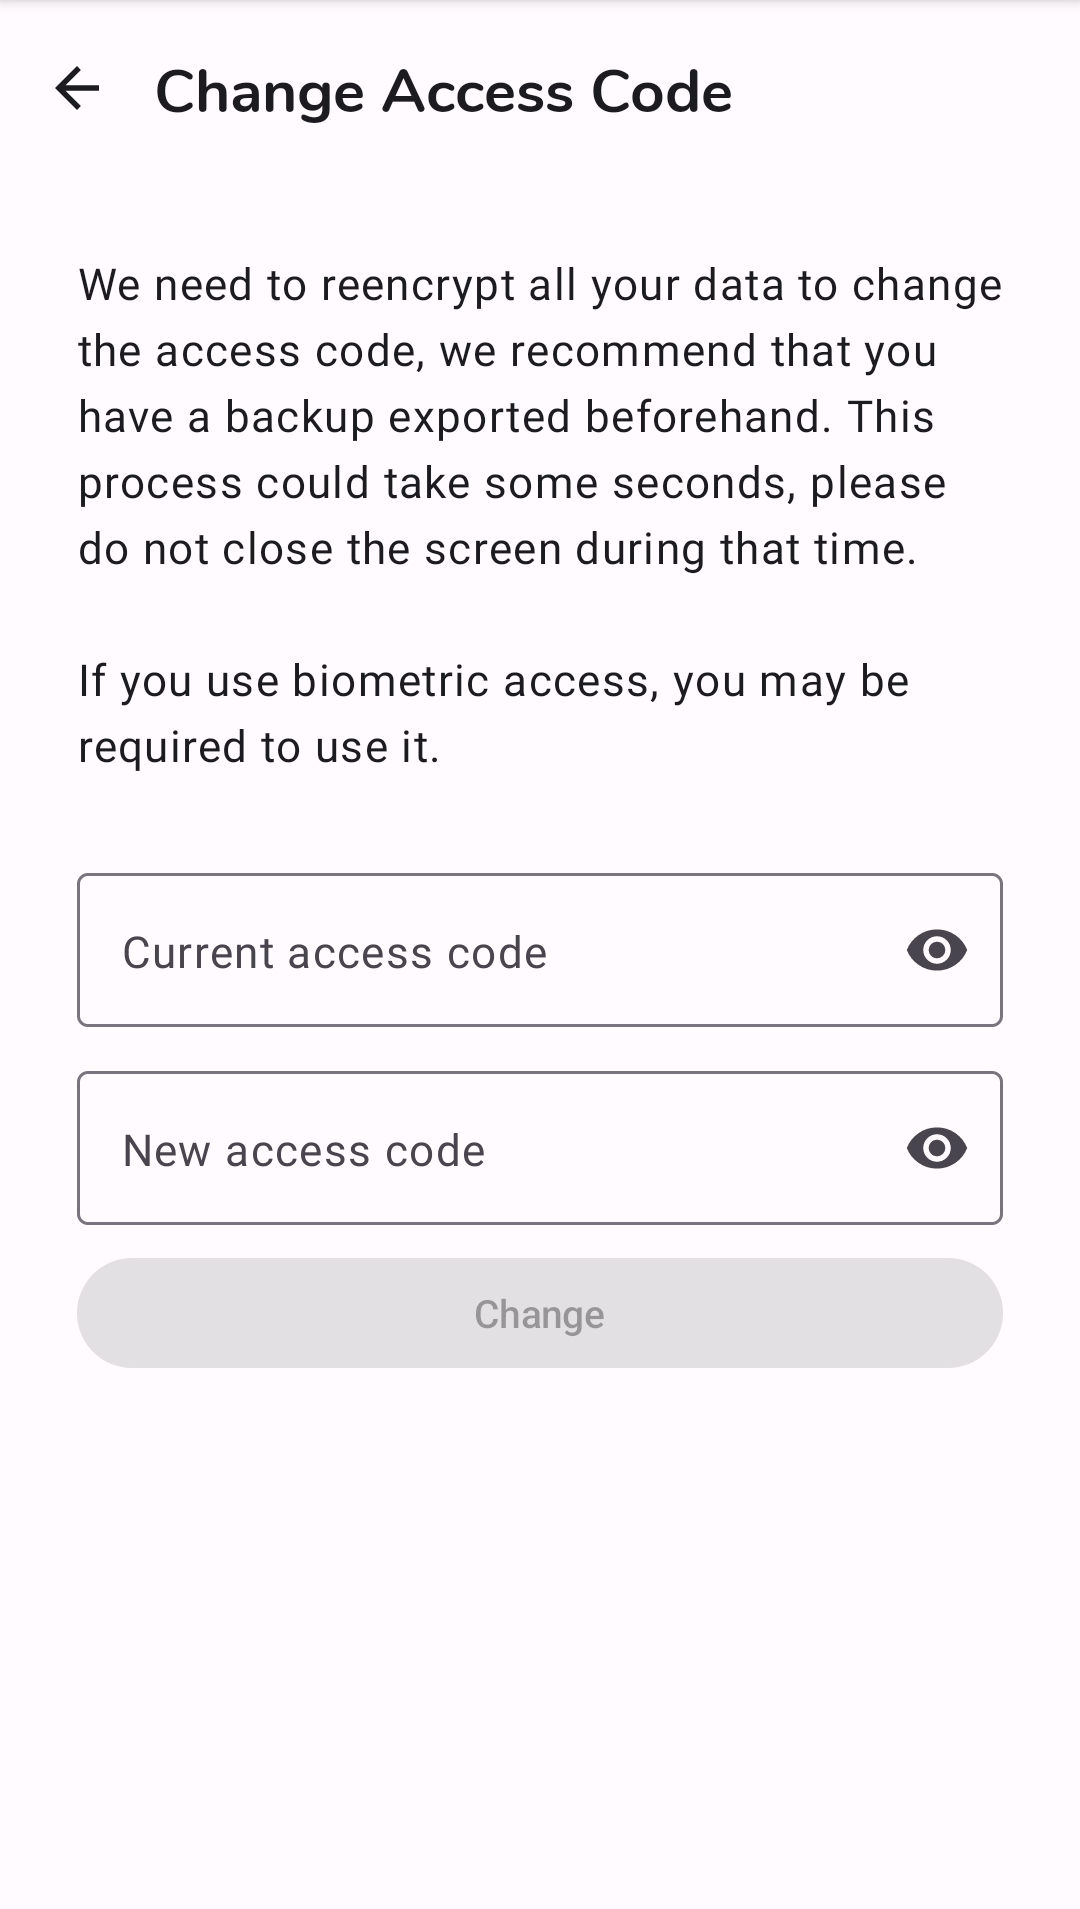 Change Access Code
We need to reencrypt all your data to change
the access code, we recommend that you
have a backup exported beforehand. This
process could take some seconds, please
do not close the screen during that time.
If you use biometric access, you may be
required to use it.
Current access code
New access code
Change